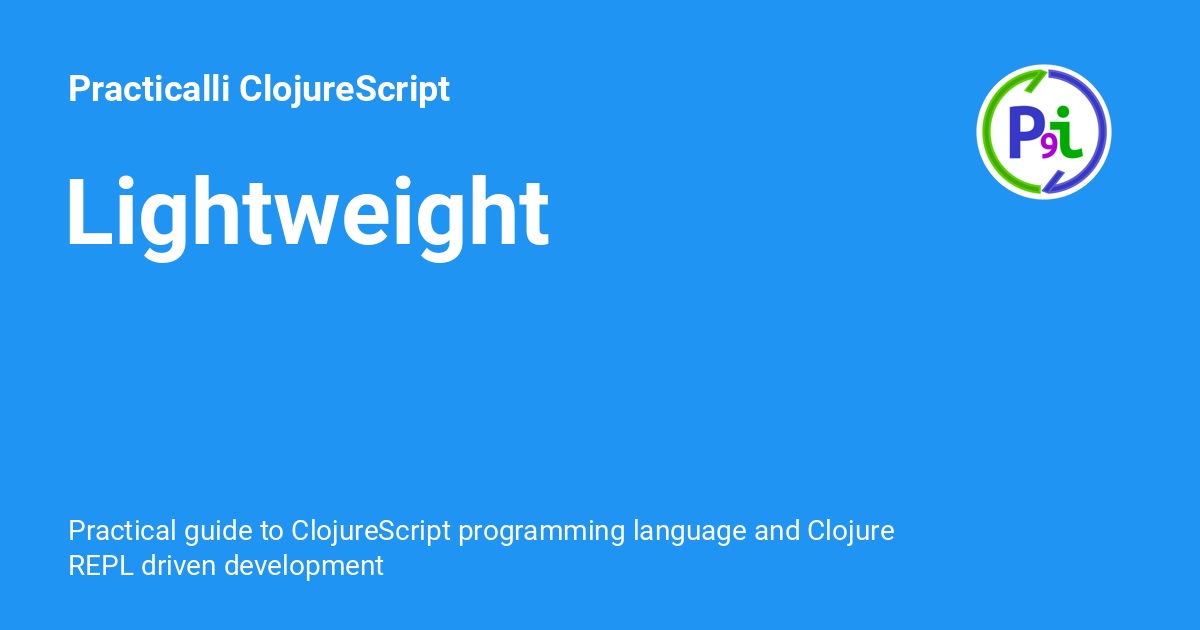 Practicalli ClojureScript
P9i
Lightweight
Practical guide to ClojureScript programming language and Clojure
REPL driven development